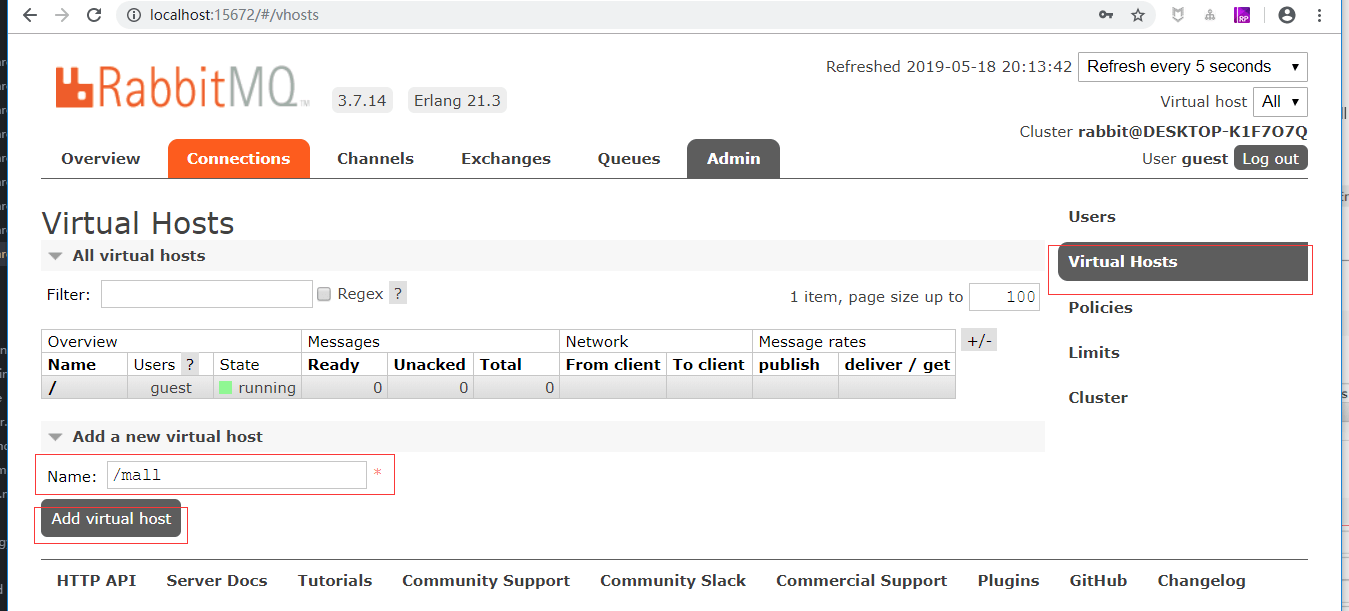 localhost:15672/#/vhosts
RabbitMQ TM 3.7.14 Erlang 21.3
Refreshed 2019-05-18 20:13:42 Refresh every 5 seconds
Virtual host All
Cluster rabbit@DESKTOP-K1F7O7Q
User guest Log out
Overview Connections Channels Exchanges Queues Admin
Virtual Hosts
All virtual hosts
Filter: Regex ? 1 item, page size up to 100
Overview Messages Network Message rates +/-
Name Users ? State Ready Unacked Total From client To client publish deliver / get
/ guest running 0 0 0
Add a new virtual host
Name: /mall *
Add virtual host
Users
Virtual Hosts
Policies
Limits
Cluster
HTTP API Server Docs Tutorials Community Support Community Slack Commercial Support Plugins GitHub Changelog